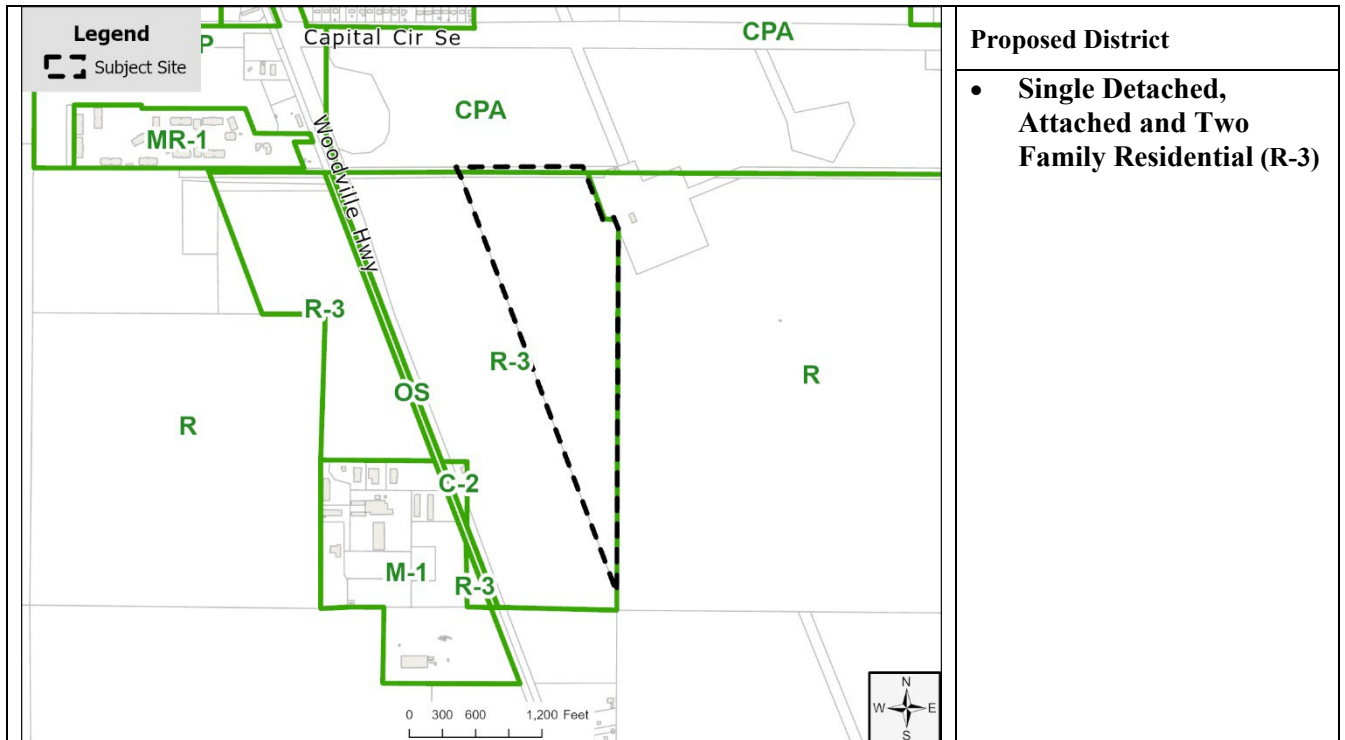 Legend
Subject Site
P
Capital Cir Se
CPA
CPA
MR-1
Woodville Hwy
R-3
R-3
OS
R
R
C-2
M-1
R-3
0 300 600 1,200 Feet
N
W E
S
Proposed District
• Single Detached,
Attached and Two
Family Residential (R-3)